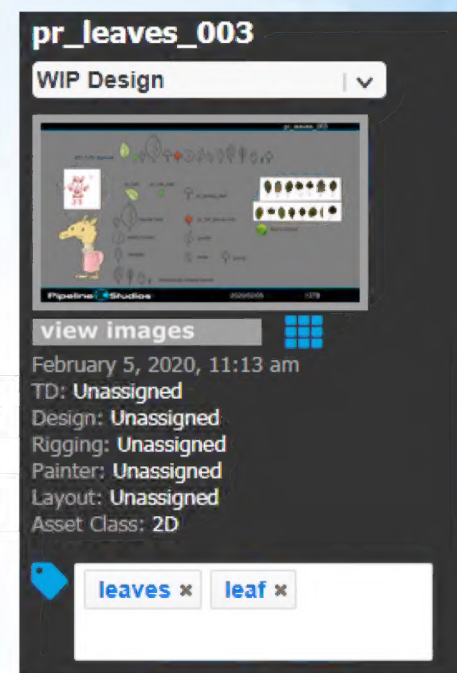 pr_leaves_003
WIP Design
pr_leaves_003
Pipeline Studios
view images
February 5, 2020, 11:13 am
TD: Unassigned
Design: Unassigned
Rigging: Unassigned
Painter: Unassigned
Layout: Unassigned
Asset Class: 2D
leaves ×
leaf ×